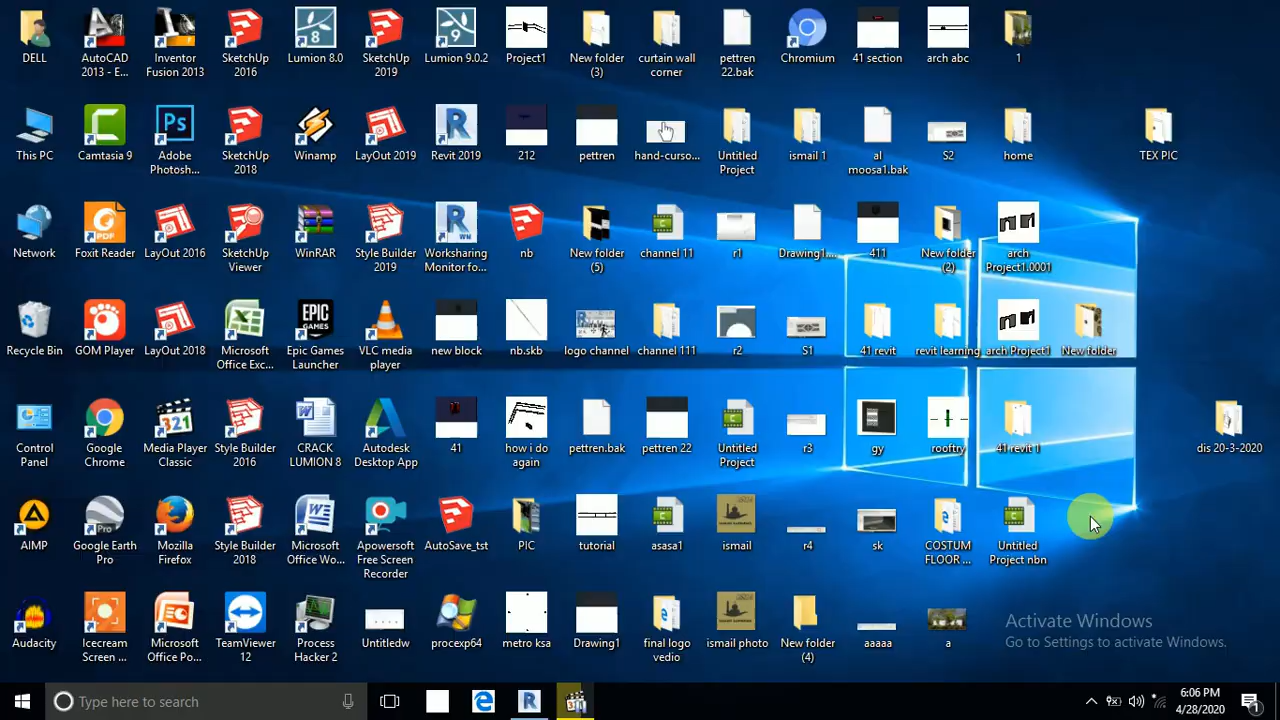 DELL
AutoCAD
2013 - E...
Inventor
Fusion 2013
SketchUp
2016
Lumion 8.0
SketchUp
2019
Lumion 9.0.2
Project1
New folder
(3)
curtain wall
corner
pettren
22.bak
Chromium
41 section
arch abc
1
This PC
Camtasia 9
Adobe
Photosh...
SketchUp
2018
Winamp
LayOut 2019
Revit 2019
212
pettren
hand-curso...
Untitled
Project
ismail 1
al
moosa1.bak
S2
home
TEX PIC
Network
Foxit Reader
LayOut 2016
SketchUp
Viewer
WinRAR
Style Builder
2019
Worksharing
Monitor fo...
nb
New folder
(5)
channel 11
r1
Drawing1....
411
New folder
(2)
arch
Project1.0001
Recycle Bin
GOM Player
LayOut 2018
Microsoft
Office Exc...
Epic Games
Launcher
VLC media
player
new block
nb.skb
logo channel
channel 111
r2
S1
41 revit
revit learning
arch Project1
New folder
Control
Panel
Google
Chrome
Media Player
Classic
Style Builder
2016
CRACK
LUMION 8
Autodesk
Desktop App
41
how i do
again
pettren.bak
pettren 22
Untitled
Project
r3
gy
rooftry
41 revit 1
dis 20-3-2020
AIMP
Google Earth
Pro
Mozilla
Firefox
Style Builder
2018
Microsoft
Office Wo...
Apowersoft
Free Screen
Recorder
AutoSave_tst
PIC
tutorial
asasa1
ismail
r4
sk
COSTUM
FLOOR ...
Untitled
Project nbn
Audacity
Icecream
Screen ...
Microsoft
Office Po...
TeamViewer
12
Process
Hacker 2
Untitledw
procexp64
metro ksa
Drawing1
final logo
vedio
ismail photo
New folder
(4)
aaaaa
a
Activate Windows
Go to Settings to activate Windows.
Type here to search
6:06 PM
4/28/2020